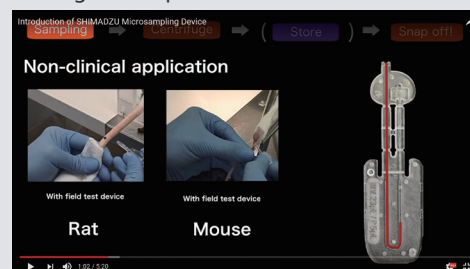 Introduction of SHIMADZU Microsampling Device
Sampling
Centrifuge
( Store )
Snap off!
Non-clinical application
With field test device
With field test device
Rat
Mouse
1:02 / 5:20